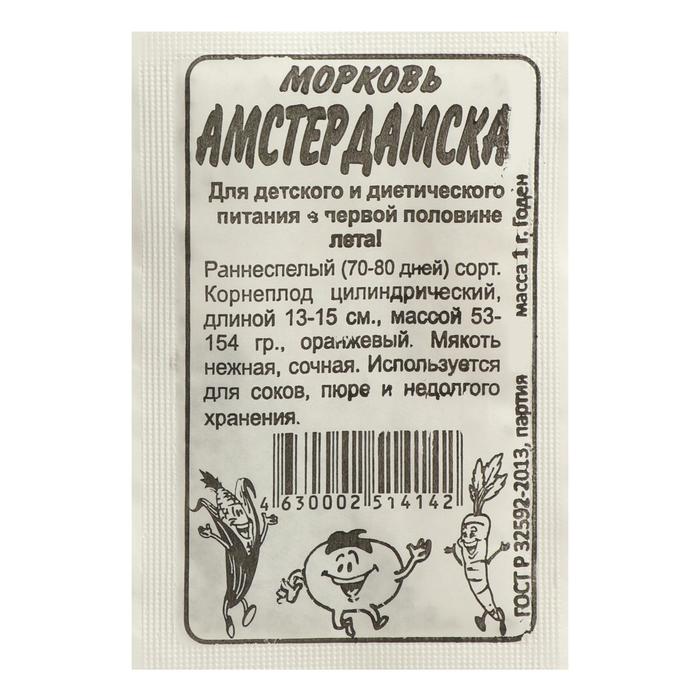 МОРКОВЬ
АМСТЕРДАМСКА
Для детского и диетического
питания в первой половине
лета!
Раннеспелый (70-80 дней) сорт.
Корнеплод цилиндрический,
длиной 13-15 см., массой 53-
154 гр., оранжевый. Мякоть
нежная, сочная. Используется
для соков, пюре и недолгого
хранения.
4 630002 514142
ГОСТ Р 32592-2013, партия масса 1 г. Годен